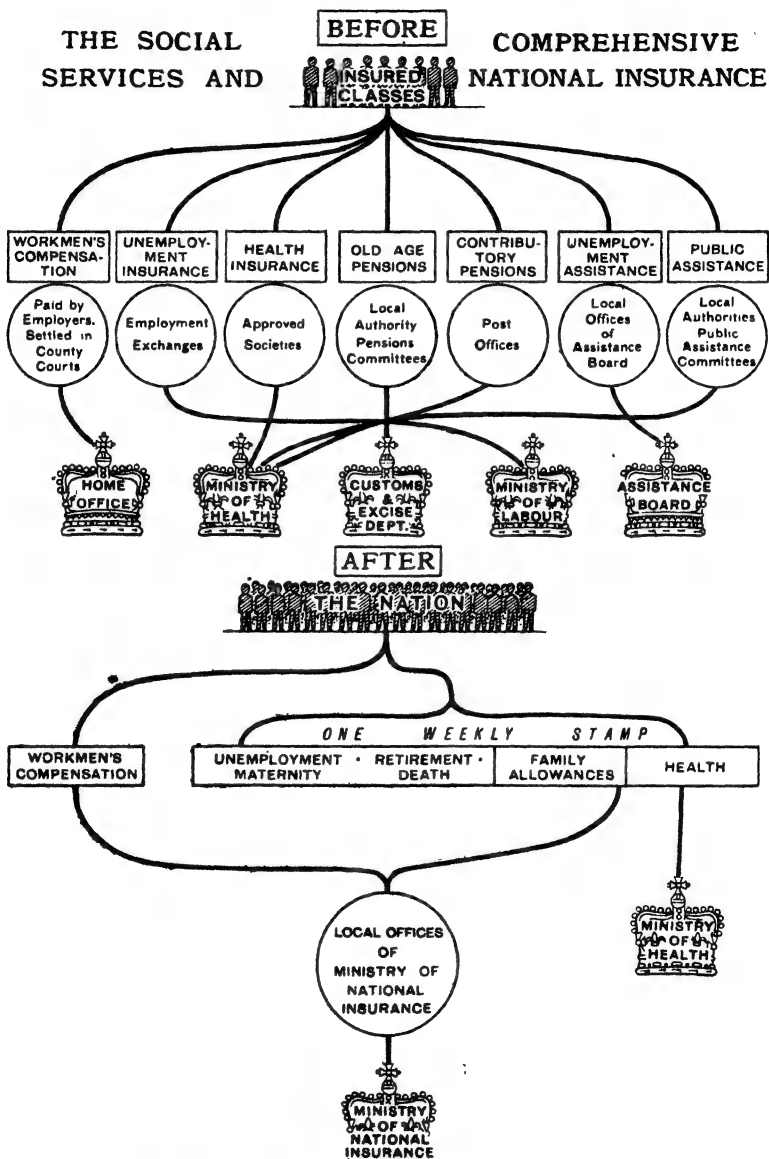 BEFORE
THE SOCIAL
SERVICES AND
COMPREHENSIVE
NATIONAL INSURANCE
INSURED
CLASSES
WORKMEN'S
COMPENSA-
TION
UNEMPLOY-
MENT
INSURANCE
HEALTH
INSURANCE
OLD AGE
PENSIONS
CONTRIBU-
TORY
PENSIONS
UNEMPLOY-
MENT
ASSISTANCE
PUBLIC
ASSISTANCE
Paid by
Employers.
Settled in
County
Courts
Employment
Exchanges
Approved
Societies
Local
Authority
Pensions
Committees
Post
Offices
Local
Offices
of
Assistance
Board
Local
Authorities
Public
Assistance
Committees
HOME
OFFICE
MINISTRY
OF
HEALTH
CUSTOMS
&
EXCISE
DEPT.
MINISTRY
OF
LABOUR
ASSISTANCE
BOARD
AFTER
THE NATION
ONE WEEKLY STAMP
WORKMEN'S
COMPENSATION
UNEMPLOYMENT · RETIREMENT ·
MATERNITY DEATH
FAMILY
ALLOWANCES
HEALTH
LOCAL OFFICES
OF
MINISTRY OF
NATIONAL
INSURANCE
MINISTRY
OF
HEALTH
MINISTRY
OF
NATIONAL
INSURANCE